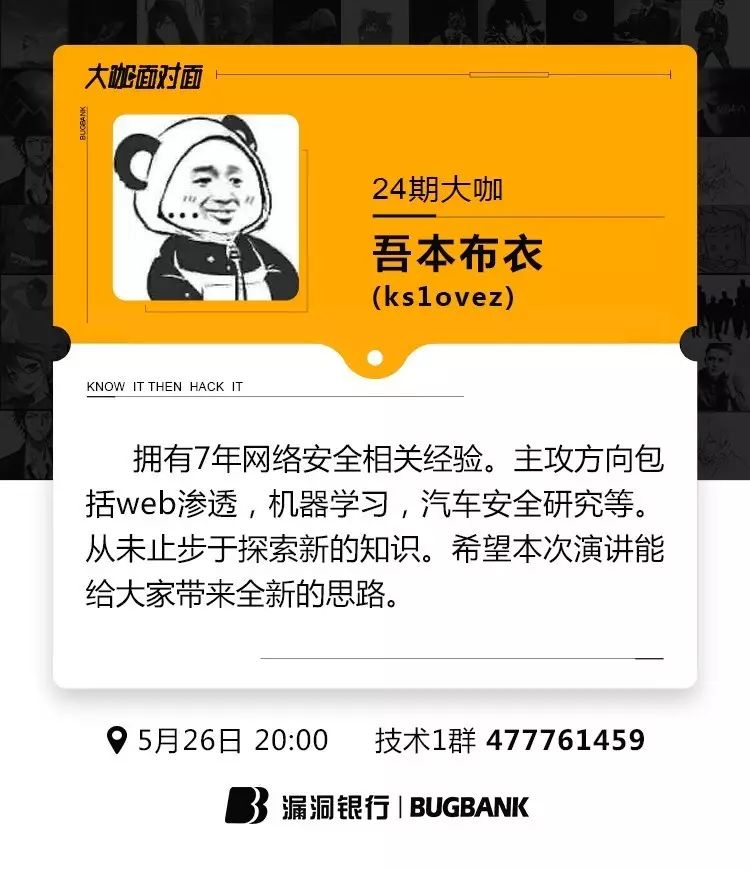 大咖面对面
BUGBANK
24期大咖
吾本布衣
(ks1ovez)
KNOW IT THEN HACK IT
拥有7年网络安全相关经验。主攻方向包
括web渗透，机器学习，汽车安全研究等。
从未止步于探索新的知识。希望本次演讲能
给大家带来全新的思路。
5月26日 20:00 技术1群 477761459
漏洞银行 | BUGBANK